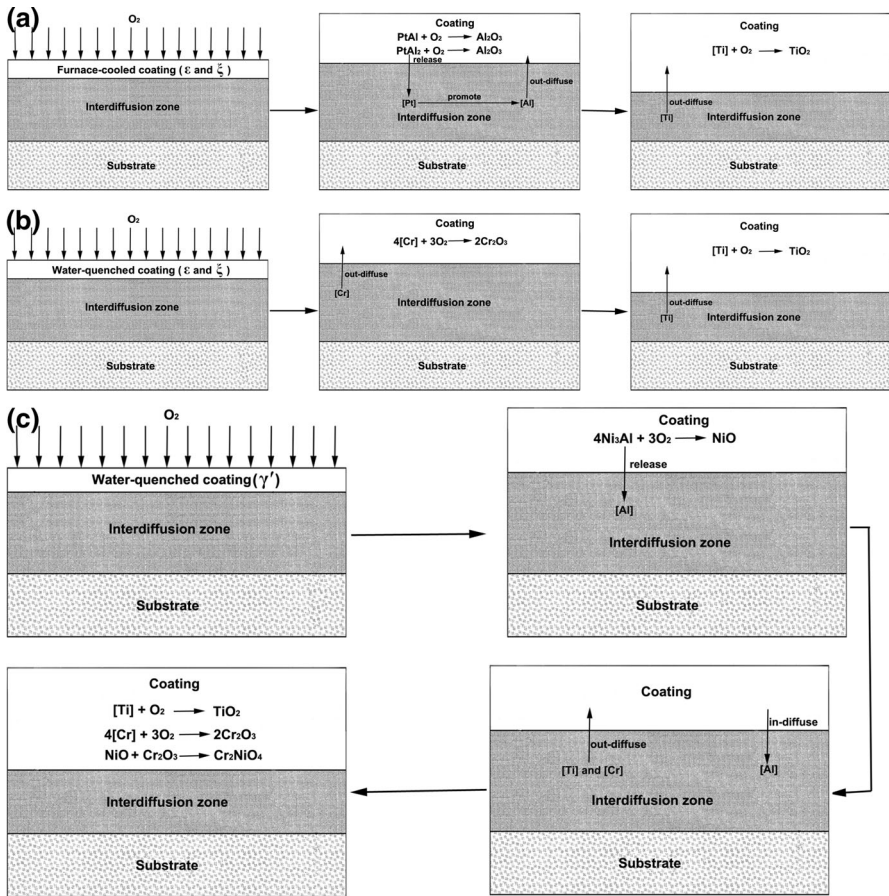 (a)
O₂
Furnace-cooled coating (ε and ξ)
Interdiffusion zone
Substrate
Coating
PtAl + O₂ → Al₂O₃
PtAl₂ + O₂ → Al₂O₃
release
out-diffuse
[Pt] promote [Al]
Interdiffusion zone
Substrate
[Ti] + O₂ → TiO₂
out-diffuse
[Ti]
Interdiffusion zone
Substrate
(b)
O₂
Water-quenched coating (ε and ξ)
Interdiffusion zone
Substrate
Coating
4[Cr] + 3O₂ → 2Cr₂O₃
out-diffuse
[Cr]
Interdiffusion zone
Substrate
Coating
[Ti] + O₂ → TiO₂
out-diffuse
[Ti]
Interdiffusion zone
Substrate
(c)
O₂
Water-quenched coating(γ′)
Interdiffusion zone
Substrate
Coating
4Ni₃Al + 3O₂ → NiO
release
[Al]
Interdiffusion zone
Substrate
Coating
in-diffuse
out-diffuse
[Ti] and [Cr]
[Al]
Interdiffusion zone
Substrate
Coating
[Ti] + O₂ → TiO₂
4[Cr] + 3O₂ → 2Cr₂O₃
NiO + Cr₂O₃ → Cr₂NiO₄
Interdiffusion zone
Substrate